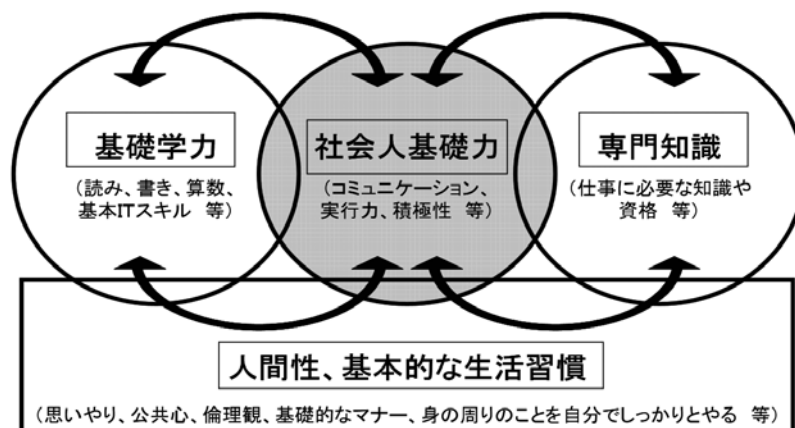 基礎学力
(読み、書き、算数、
基本ITスキル 等)
社会人基礎力
(コミュニケーション、
実行力、積極性 等)
専門知識
(仕事に必要な知識や
資格 等)
人間性、基本的な生活習慣
(思いやり、公共心、倫理観、基礎的なマナー、身の周りのことを自分でしっかりとやる 等)